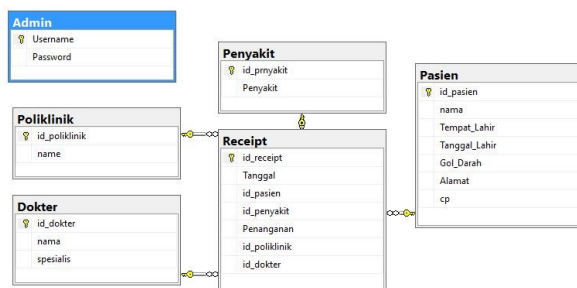 Admin
Username
Password
Penyakit
id_prnyakit
Penyakit
Pasien
id_pasien
nama
Tempat_Lahir
Tanggal_Lahir
Gol_Darah
Alamat
cp
Poliklinik
id_poliklinik
name
Receipt
id_receipt
Tanggal
id_pasien
id_penyakit
Penanganan
id_poliklinik
id_dokter
Dokter
id_dokter
nama
spesialis